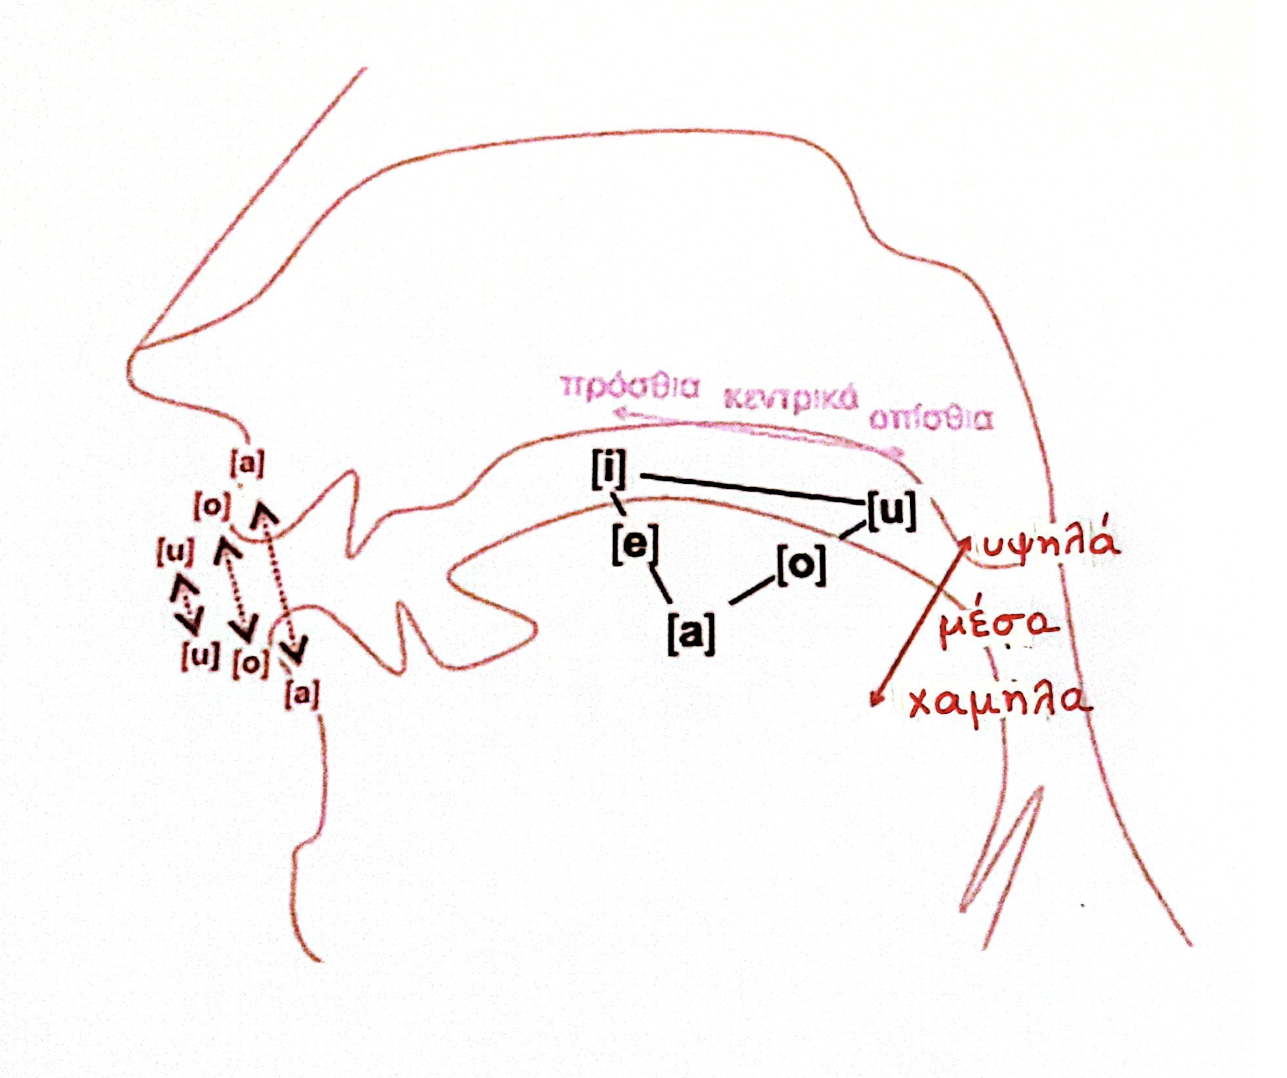 πρόσθια κεντρικά οπίσθια
[a]
[i]
[o]
[u]
[u]
υψηλά
[e]
[o]
μέσα
[a]
[u] [o]
[a]
χαμηλα